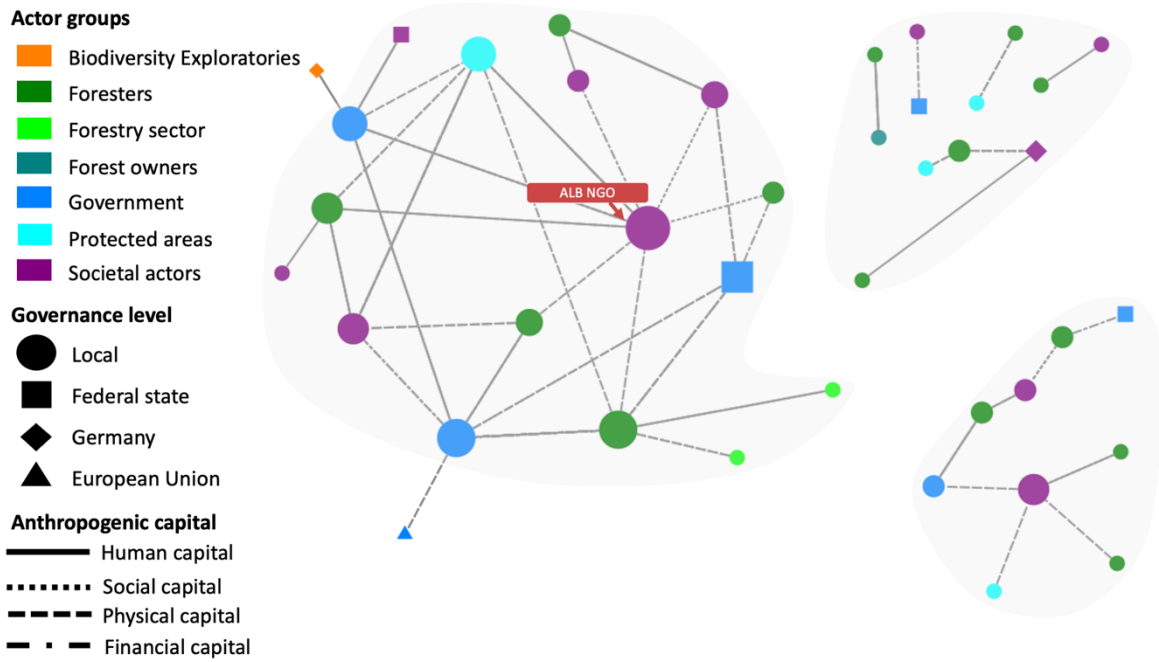 Actor groups
Biodiversity Exploratories
Foresters
Forestry sector
Forest owners
Government
Protected areas
Societal actors
Governance level
Local
Federal state
Germany
European Union
Anthropogenic capital
Human capital
Social capital
Physical capital
Financial capital
ALB NGO